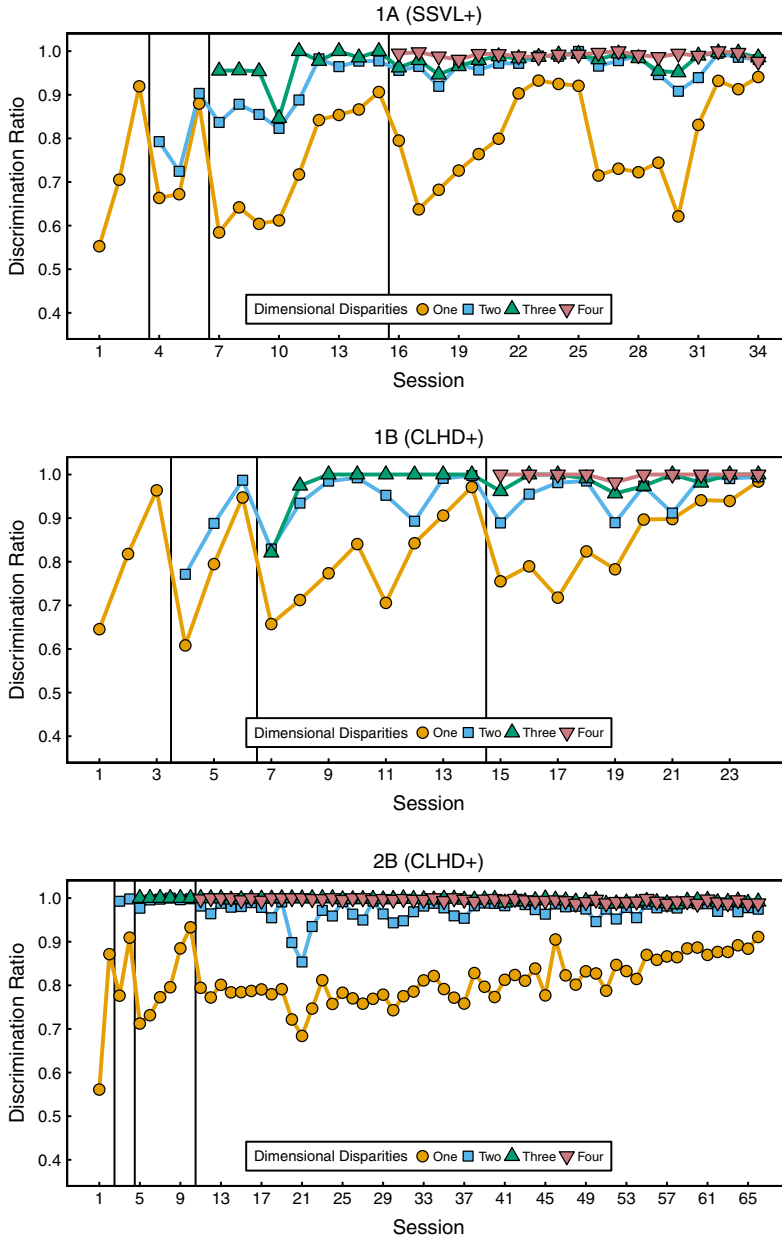 1A (SSVL+)
1.0
0.9
0.8
0.7
0.6
0.5
0.4
Discrimination Ratio
Dimensional Disparities One Two Three Four
1 4 7 10 13 16 19 22 25 28 31 34
Session
1B (CLHD+)
1.0
0.9
0.8
0.7
0.6
0.5
0.4
Discrimination Ratio
Dimensional Disparities One Two Three Four
1 3 5 7 9 11 13 15 17 19 21 23
Session
2B (CLHD+)
1.0
0.9
0.8
0.7
0.6
0.5
0.4
Discrimination Ratio
Dimensional Disparities One Two Three Four
1 5 9 13 17 21 25 29 33 37 41 45 49 53 57 61 65
Session